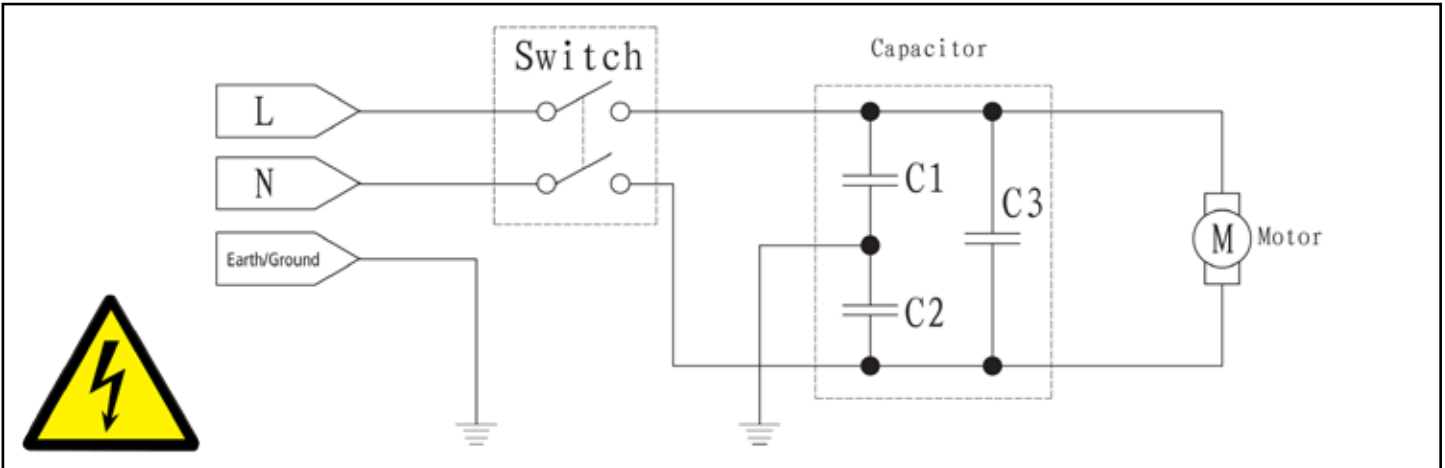 Switch
Capacitor
L
N
Earth/Ground
C1
C3
C2
M
Motor